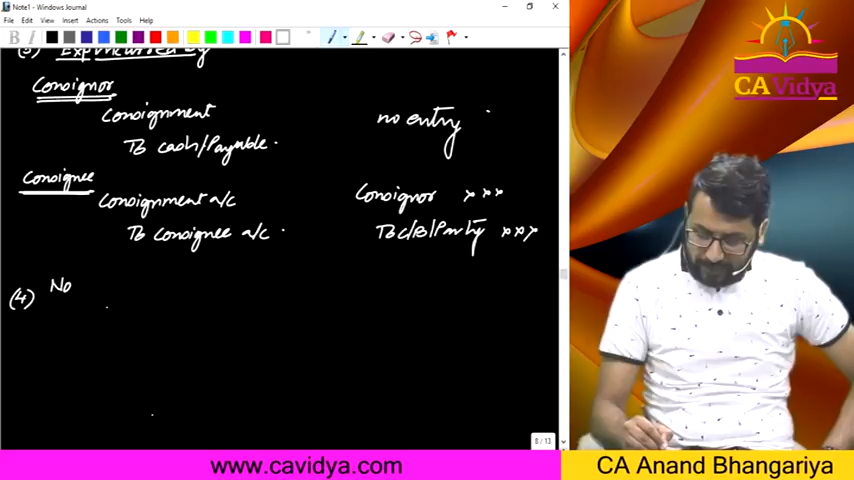 Note1 - Windows Journal
File Edit View Insert Actions Tools Help
B I
Consignor
Consignment
To cash/Payable.
no entry
Consignee
Consignment a/c
To consignee a/c.
Consignor xxx
To C/B/Party xxx
(4) No
8 / 13
CA Vidya
www.cavidya.com
CA Anand Bhangariya